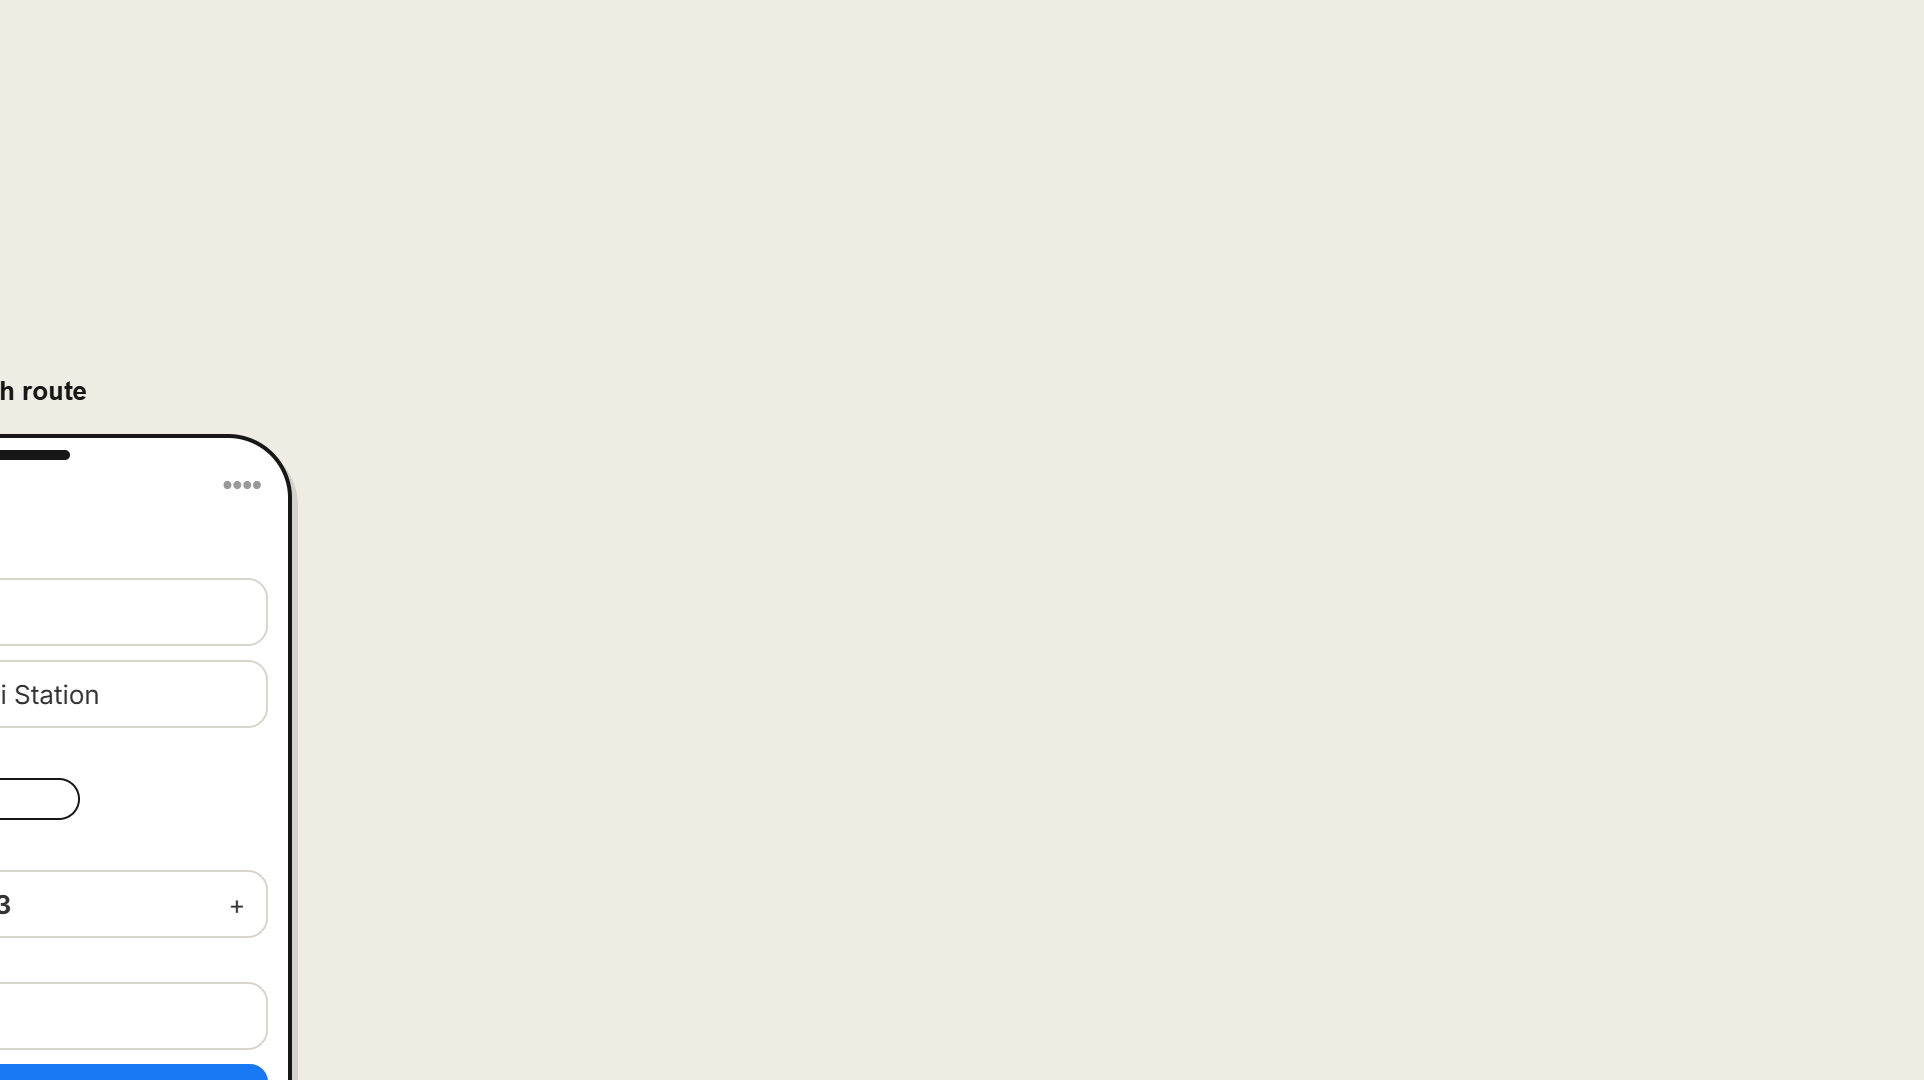 h route
i Station
3 +